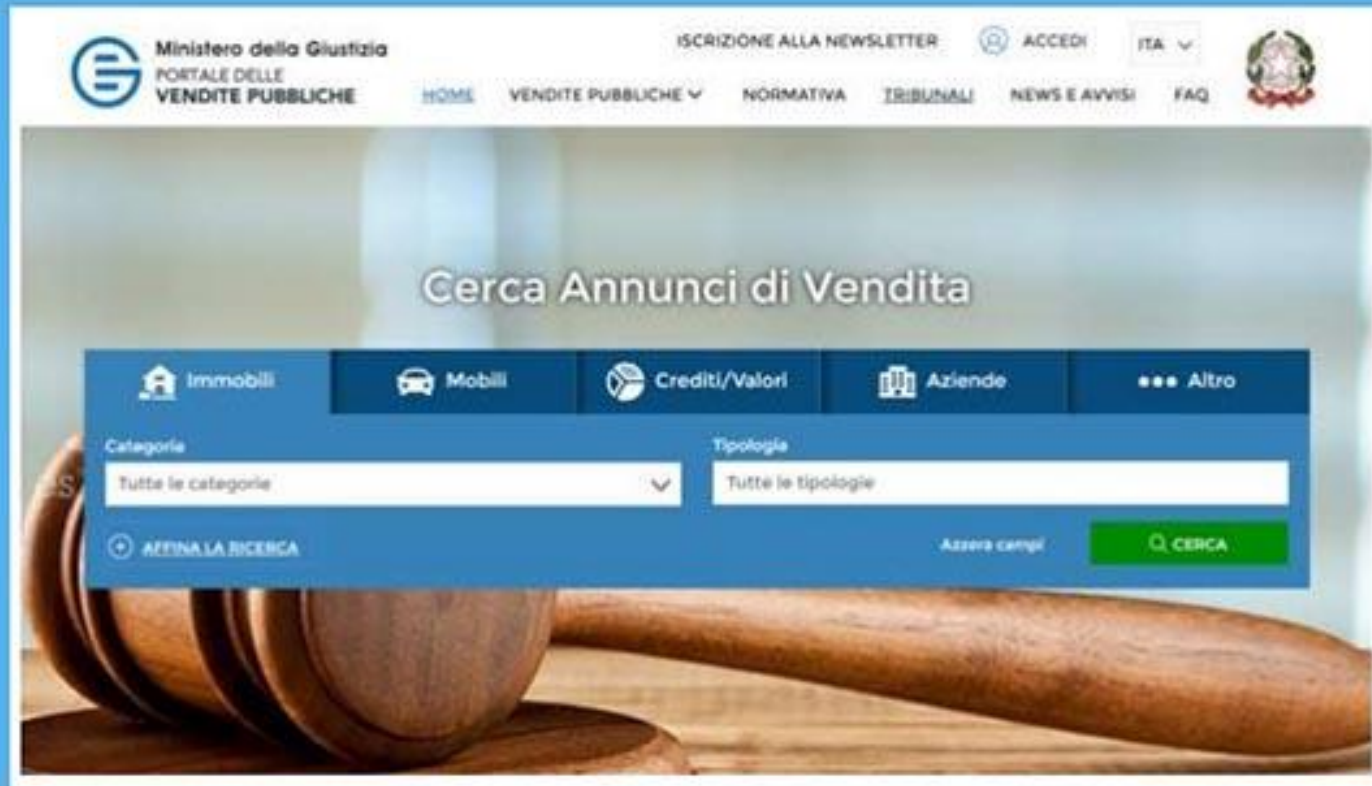 Ministero della Giustizia
PORTALE DELLE
VENDITE PUBBLICHE
ISCRIZIONE ALLA NEWSLETTER ACCEDI ITA
HOME VENDITE PUBBLICHE NORMATIVA TRIBUNALI NEWS E AVVISI FAQ
Cerca Annunci di Vendita
Immobili Mobili Crediti/Valori Aziende Altro
Categoria Tipologia
Tutte le categorie Tutte le tipologie
AFFINA LA RICERCA Azzera campi CERCA